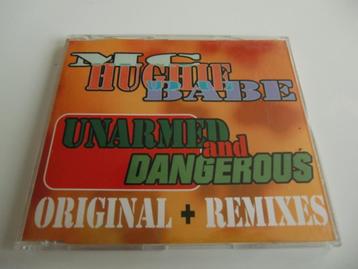 MC
HUGHIE
BABE
UNARMED
and
DANGEROUS
ORIGINAL + REMIXES